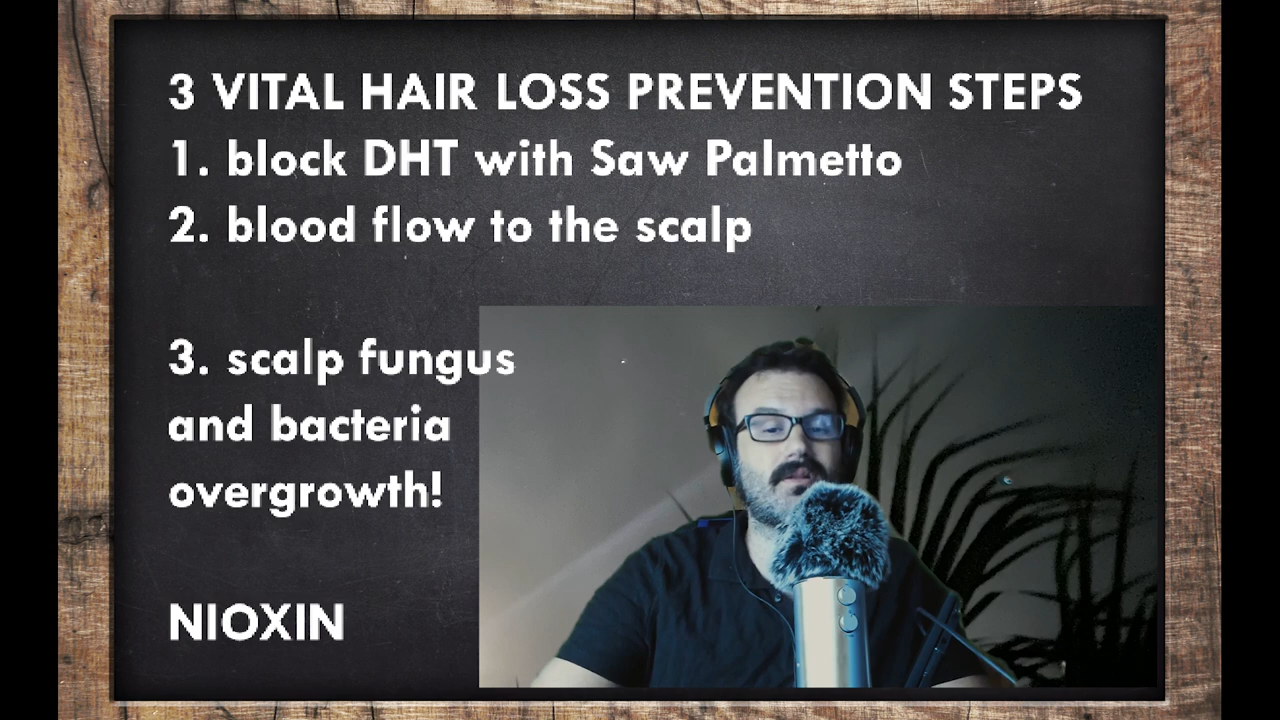 3 VITAL HAIR LOSS PREVENTION STEPS
1. block DHT with Saw Palmetto
2. blood flow to the scalp
3. scalp fungus
and bacteria
overgrowth!
NIOXIN